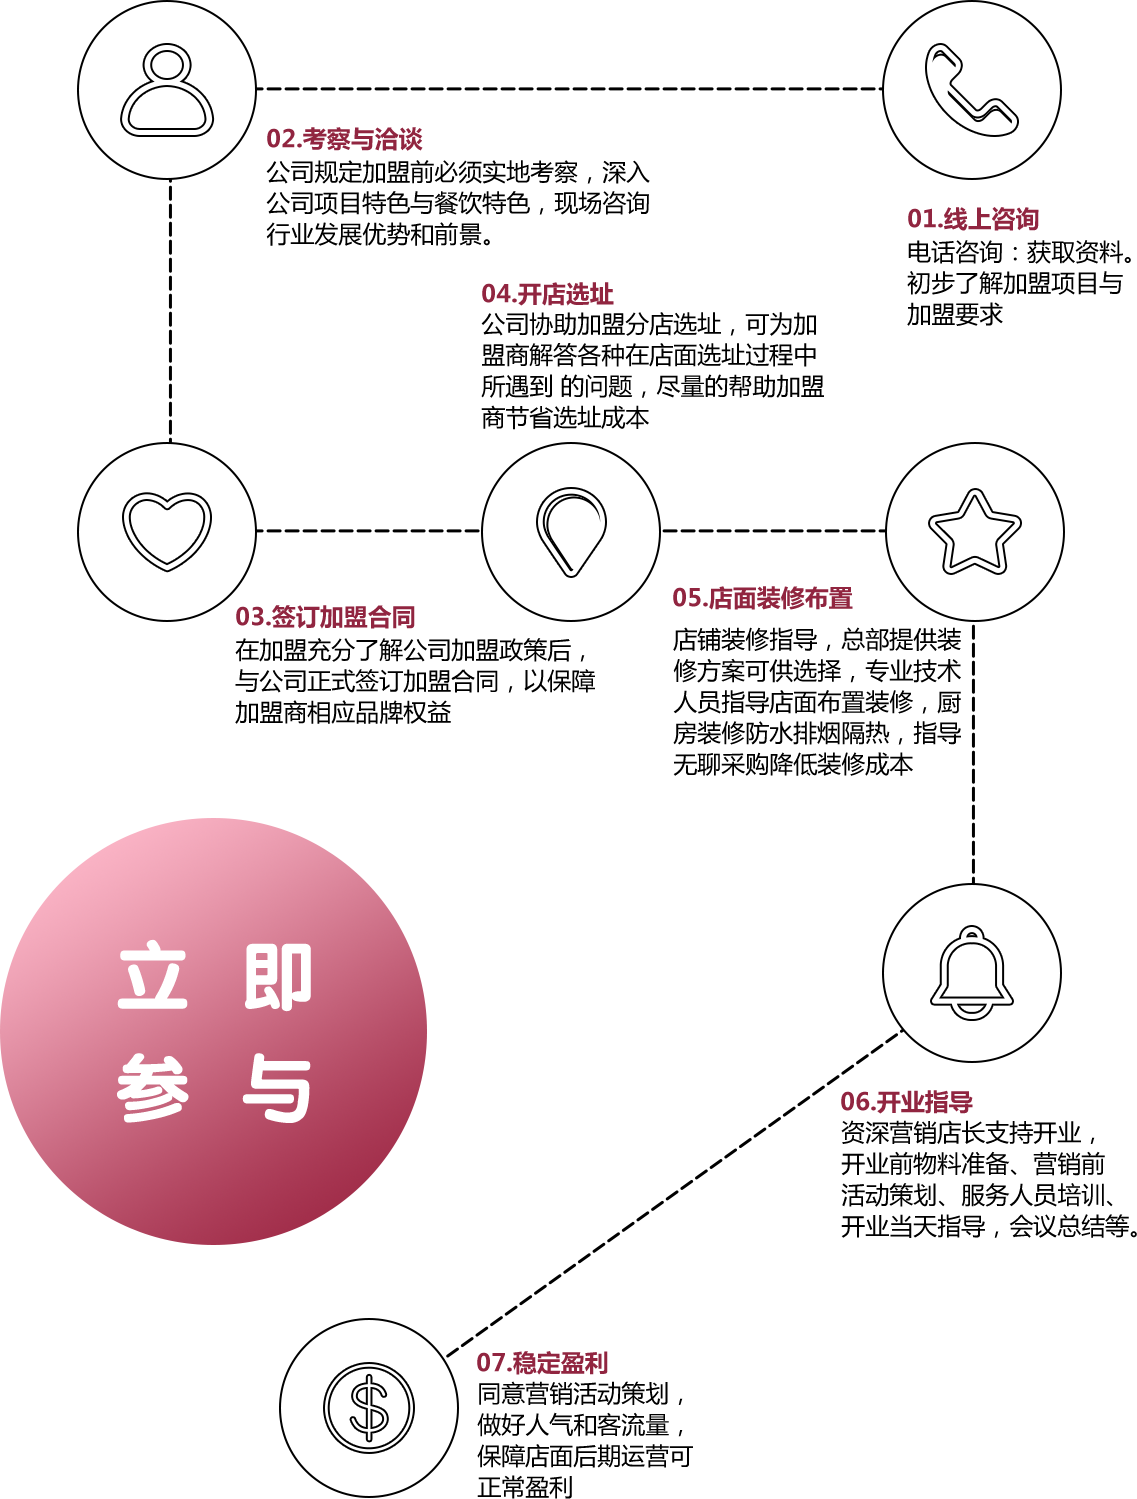 01.线上咨询
电话咨询：获取资料。
初步了解加盟项目与
加盟要求
02.考察与洽谈
公司规定加盟前必须实地考察，深入
公司项目特色与餐饮特色，现场咨询
行业发展优势和前景。
03.签订加盟合同
在加盟充分了解公司加盟政策后，
与公司正式签订加盟合同，以保障
加盟商相应品牌权益
04.开店选址
公司协助加盟分店选址，可为加
盟商解答各种在店面选址过程中
所遇到 的问题，尽量的帮助加盟
商节省选址成本
05.店面装修布置
店铺装修指导，总部提供装
修方案可供选择，专业技术
人员指导店面布置装修，厨
房装修防水排烟隔热，指导
无聊采购降低装修成本
06.开业指导
资深营销店长支持开业，
开业前物料准备、营销前
活动策划、服务人员培训、
开业当天指导，会议总结等。
07.稳定盈利
同意营销活动策划，
做好人气和客流量，
保障店面后期运营可
正常盈利
立 即
参 与